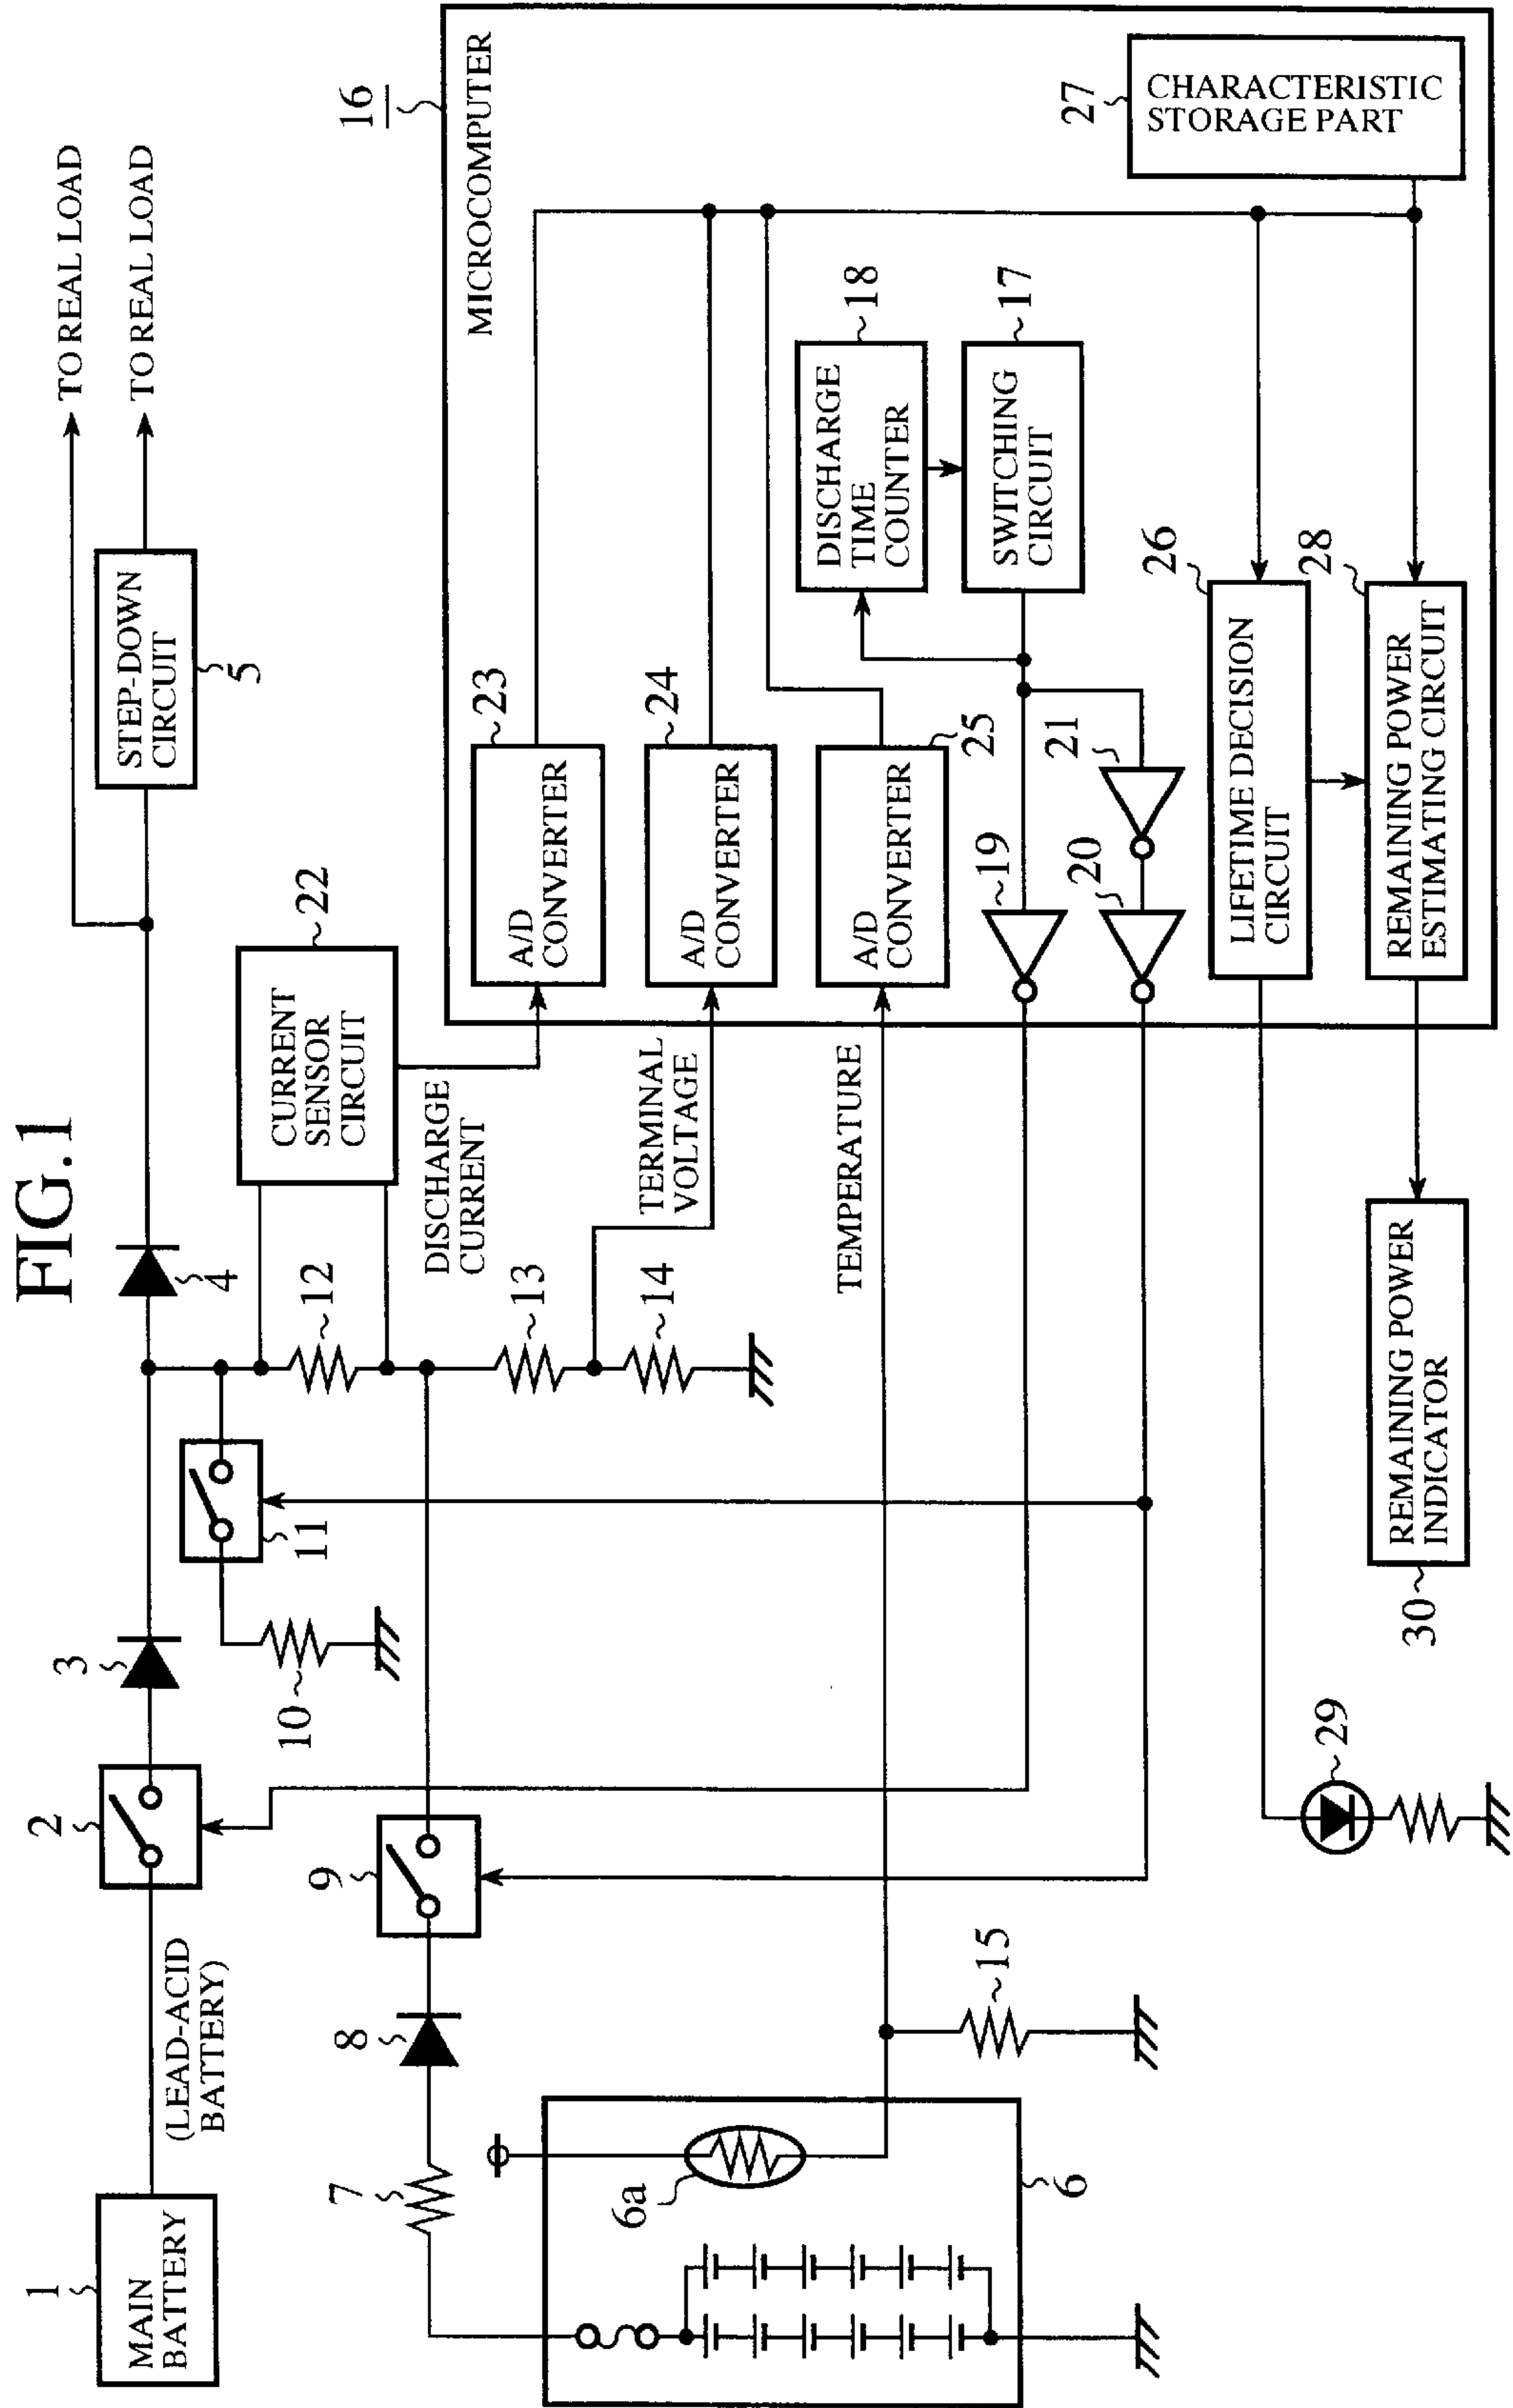 FIG.1
1
MAIN
BATTERY
(LEAD-ACID
BATTERY)
2
3
4
STEP-DOWN
CIRCUIT
5
TO REAL LOAD
TO REAL LOAD
10
11
12
CURRENT
SENSOR
CIRCUIT
22
DISCHARGE
CURRENT
13
14
TERMINAL
VOLTAGE
7
8
9
6a
6
15
TEMPERATURE
16
MICROCOMPUTER
A/D
CONVERTER
23
A/D
CONVERTER
24
A/D
CONVERTER
25
DISCHARGE
TIME
COUNTER
18
SWITCHING
CIRCUIT
17
19
20
21
LIFETIME DECISION
CIRCUIT
26
REMAINING POWER
ESTIMATING CIRCUIT
28
27
CHARACTERISTIC
STORAGE PART
29
30
REMAINING POWER
INDICATOR